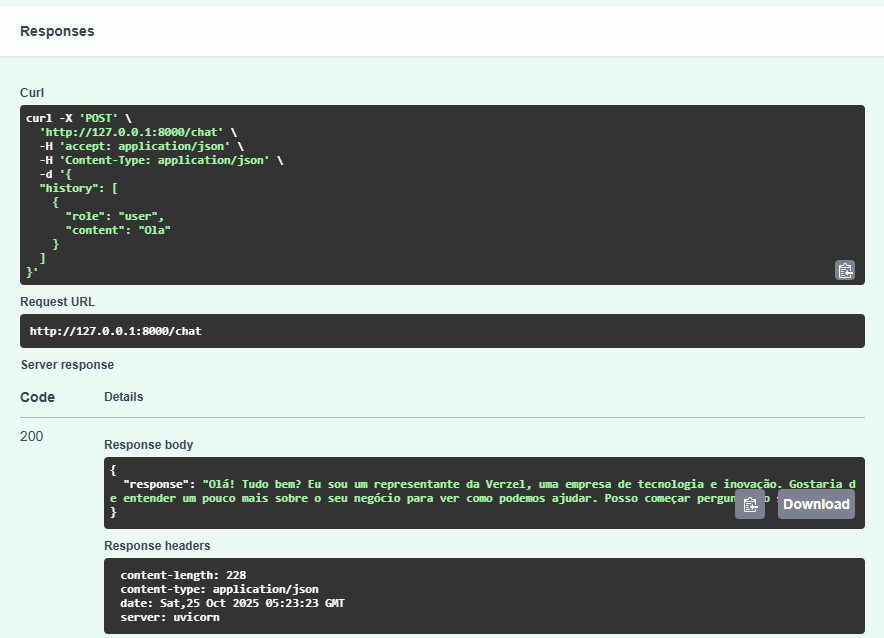 Responses
Curl
curl -X 'POST' \
'http://127.0.0.1:8000/chat' \
-H 'accept: application/json' \
-H 'Content-Type: application/json' \
-d '{
"history": [
{
"role": "user",
"content": "Ola"
}
]
}'
Request URL
http://127.0.0.1:8000/chat
Server response
Code Details
200
Response body
{
"response": "Olá! Tudo bem? Eu sou um representante da Verzel, uma empresa de tecnologia e inovação. Gostaria d
e entender um pouco mais sobre o seu negócio para ver como podemos ajudar. Posso começar
}
Download
Response headers
content-length: 228
content-type: application/json
date: Sat,25 Oct 2025 05:23:23 GMT
server: uvicorn